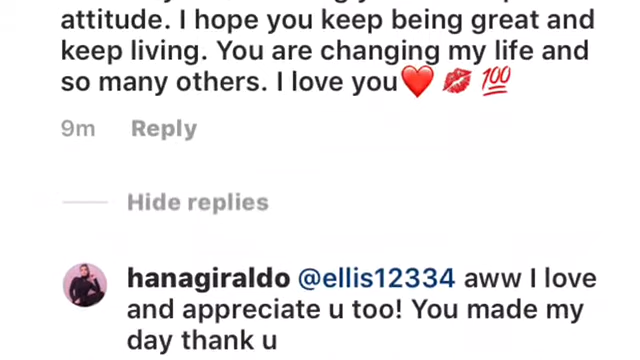 attitude. I hope you keep being great and
keep living. You are changing my life and
so many others. I love you❤️ 💋 💯
9m Reply
Hide replies
hanagiraldo @ellis12334 aww I love
and appreciate u too! You made my
day thank u